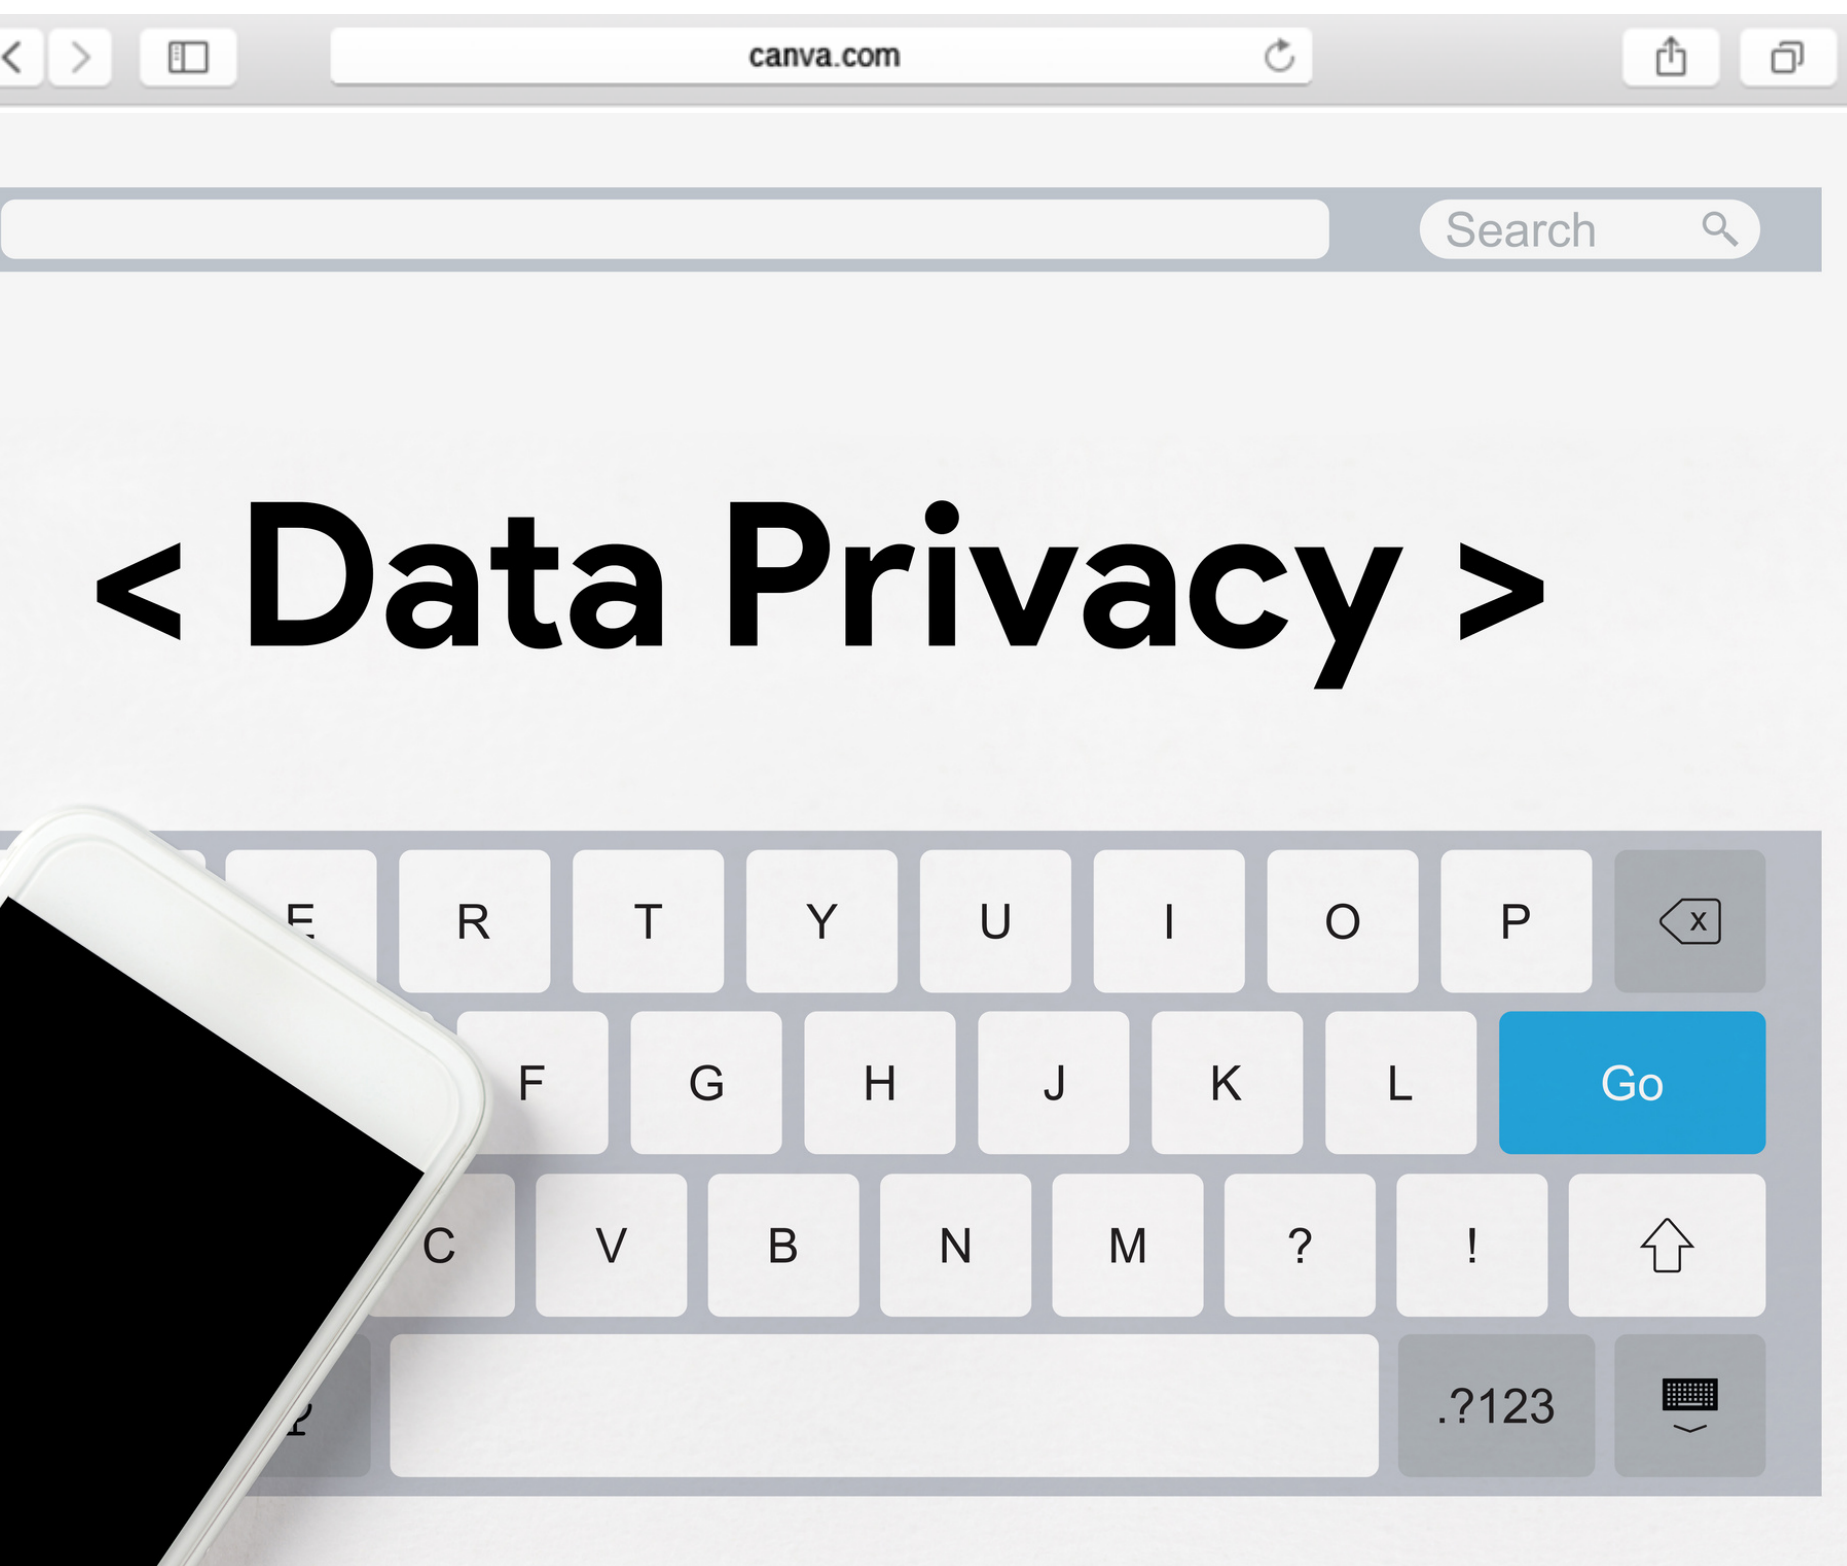 canva.com
Search
< Data Privacy >
E R T Y U I O P x
F G H J K L Go
C V B N M ? !
.?123